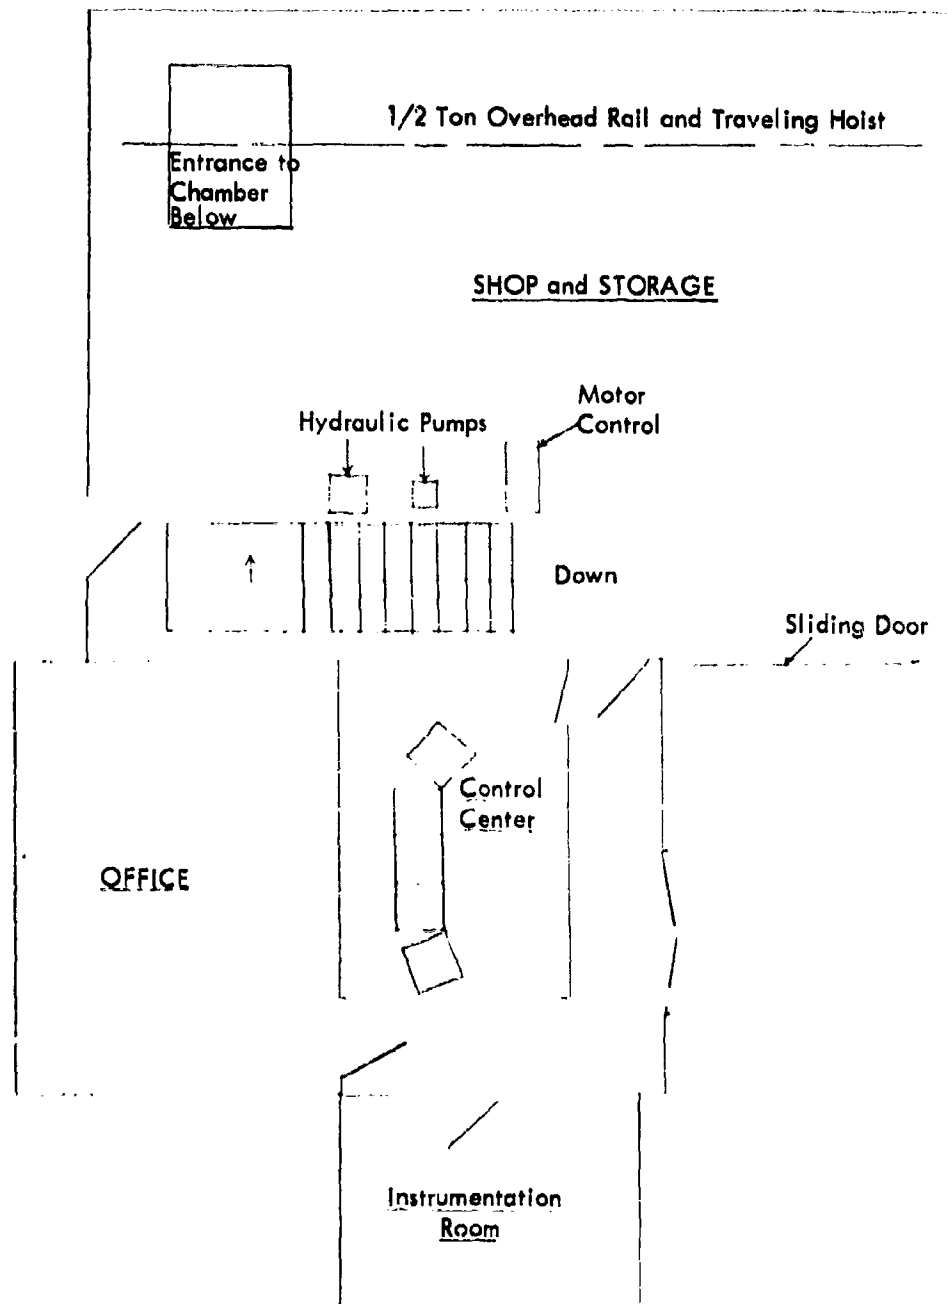 1/2 Ton Overhead Rail and Traveling Hoist
Entrance to
Chamber
Below
SHOP and STORAGE
Motor
Control
Hydraulic Pumps
Down
Sliding Door
Control
Center
OFFICE
Instrumentation
Room